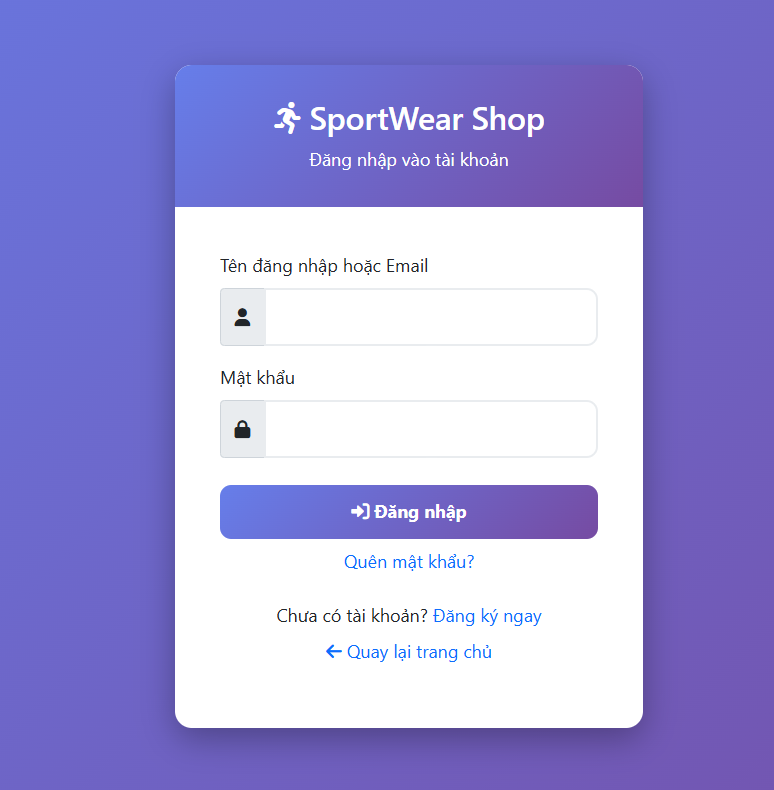 SportWear Shop
Đăng nhập vào tài khoản
Tên đăng nhập hoặc Email
Mật khẩu
Đăng nhập
Quên mật khẩu?
Chưa có tài khoản? Đăng ký ngay
Quay lại trang chủ